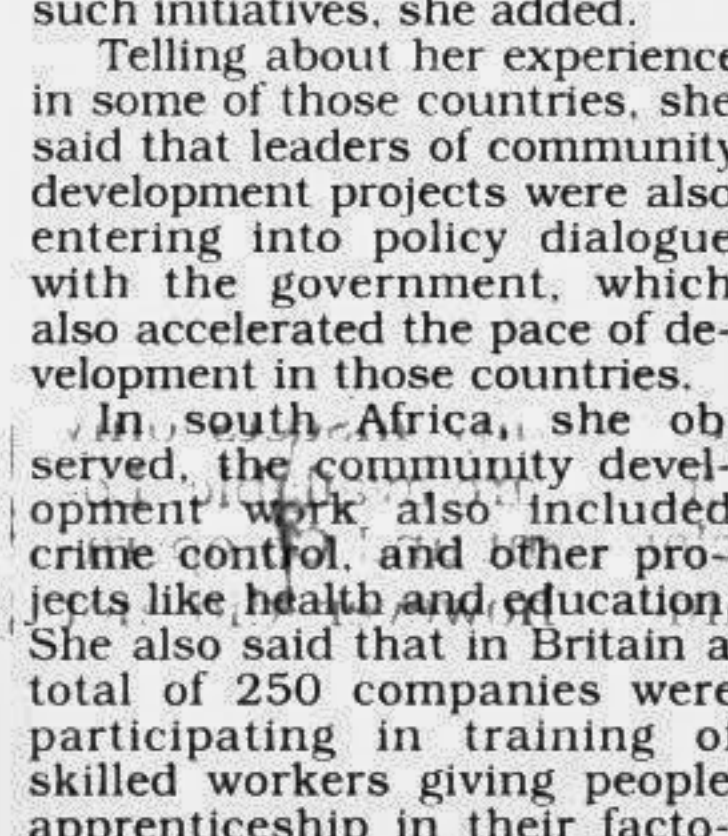 such initiatives, she added.
Telling about her experience
in some of those countries, she
said that leaders of community
development projects were also
entering into policy dialogue
with the government, which
also accelerated the pace of de-
velopment in those countries.
In south Africa, she ob
served, the community devel-
opment work also included
crime control, and other pro-
jects like health and education
She also said that in Britain a
total of 250 companies were
participating in training of
skilled workers giving people
apprenticeship in their facto-